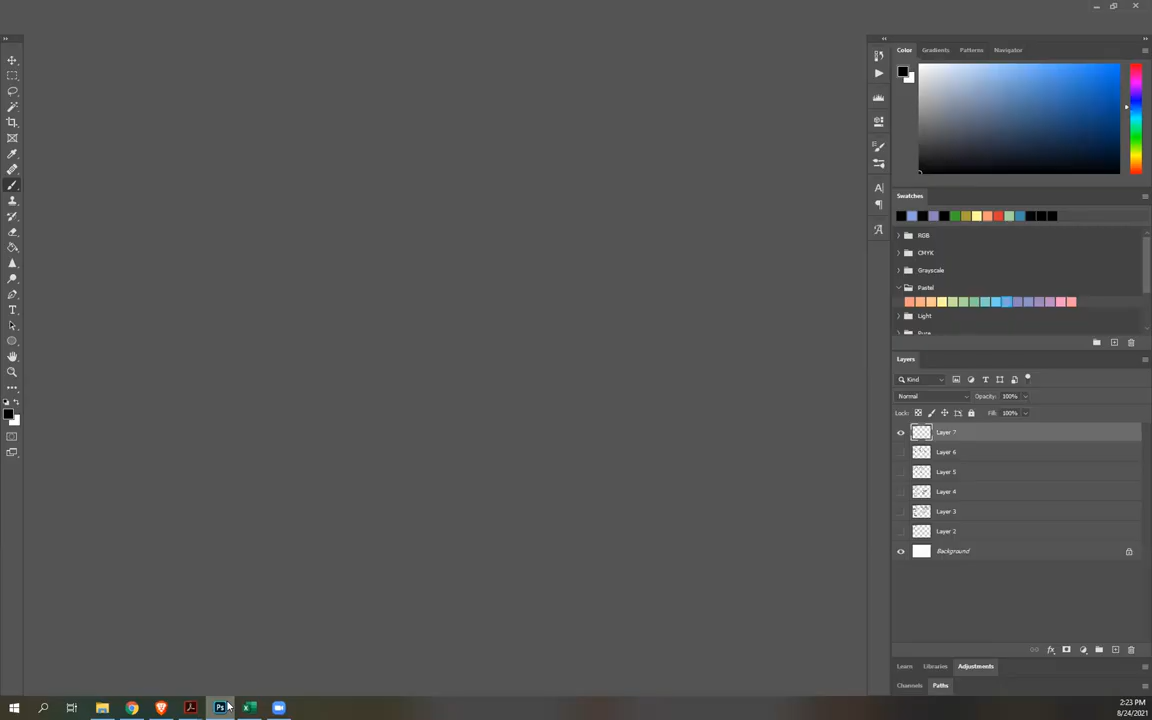 Color Gradients Patterns Navigator
Swatches
RGB
CMYK
Grayscale
Pastel
Light
Pure
Layers
Kind
Normal Opacity: 100%
Lock: Fill: 100%
Layer 7
Layer 6
Layer 5
Layer 4
Layer 3
Layer 2
Background
fx
Learn Libraries Adjustments
Channels Paths
Ps
2:23 PM
8/24/2021